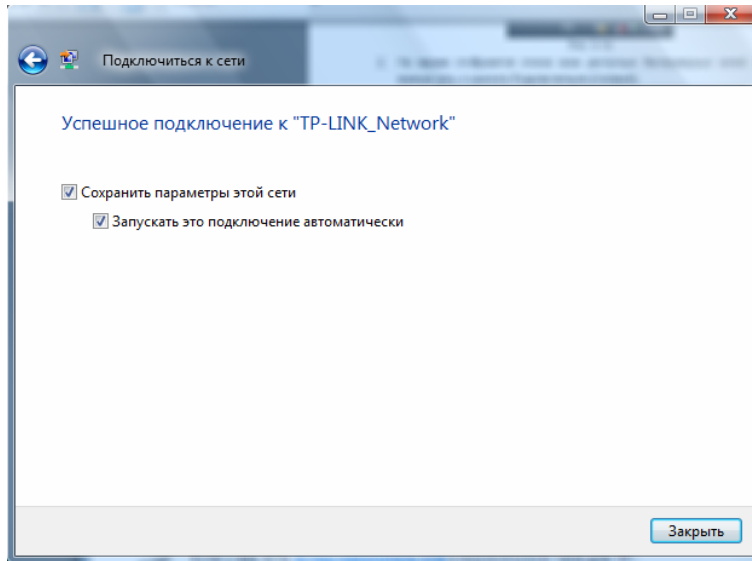 Подключиться к сети
Успешное подключение к "TP-LINK_Network"
Сохранить параметры этой сети
Запускать это подключение автоматически
Закрыть